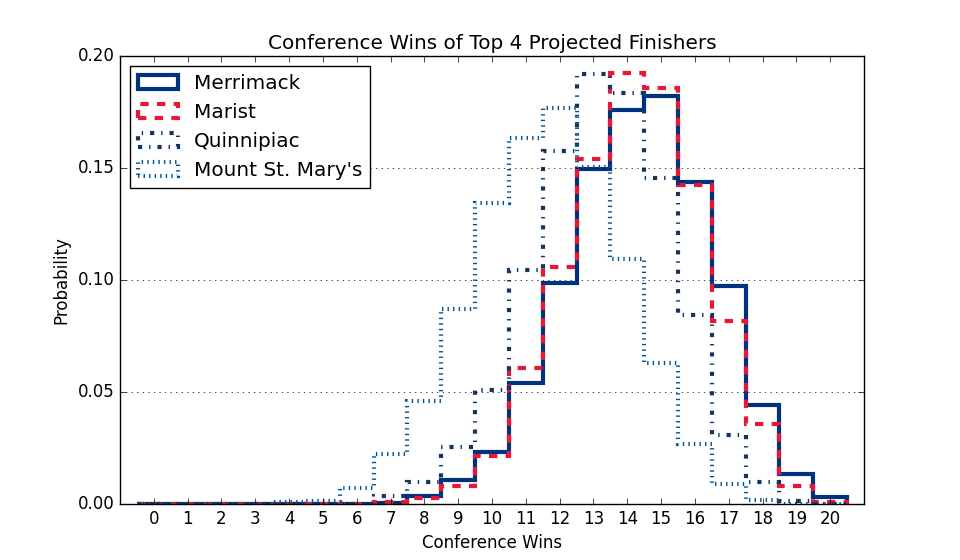 Conference Wins of Top 4 Projected Finishers
0.20
0.15
0.10
0.05
0.00
Probability
Merrimack
Marist
Quinnipiac
Mount St. Mary's
0 1 2 3 4 5 6 7 8 9 10 11 12 13 14 15 16 17 18 19 20
Conference Wins